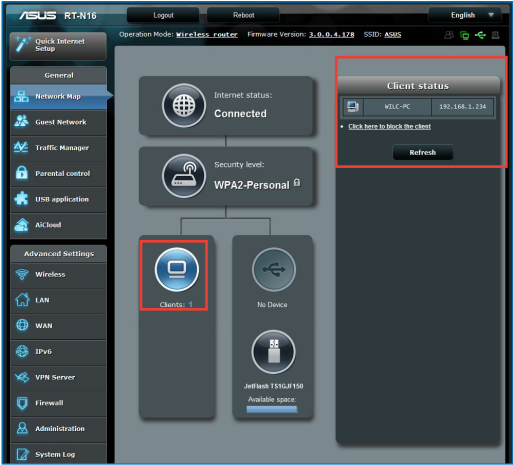 ASUS RT-N16
Logout
Reboot
English
Quick Internet
Setup
Operation Mode: Wireless router Firmware Version: 3.0.0.4.178 SSID: ASUS
General
Network Map
Guest Network
Traffic Manager
Parental control
USB application
AiCloud
Advanced Settings
Wireless
LAN
WAN
IPv6
VPN Server
Firewall
Administration
System Log
Internet status:
Connected
Security level:
WPA2-Personal
Clients: 1
No Device
JetFlash TS1GJF150
Available space:
Client status
WILC-PC 192.168.1.234
• Click here to block the client
Refresh